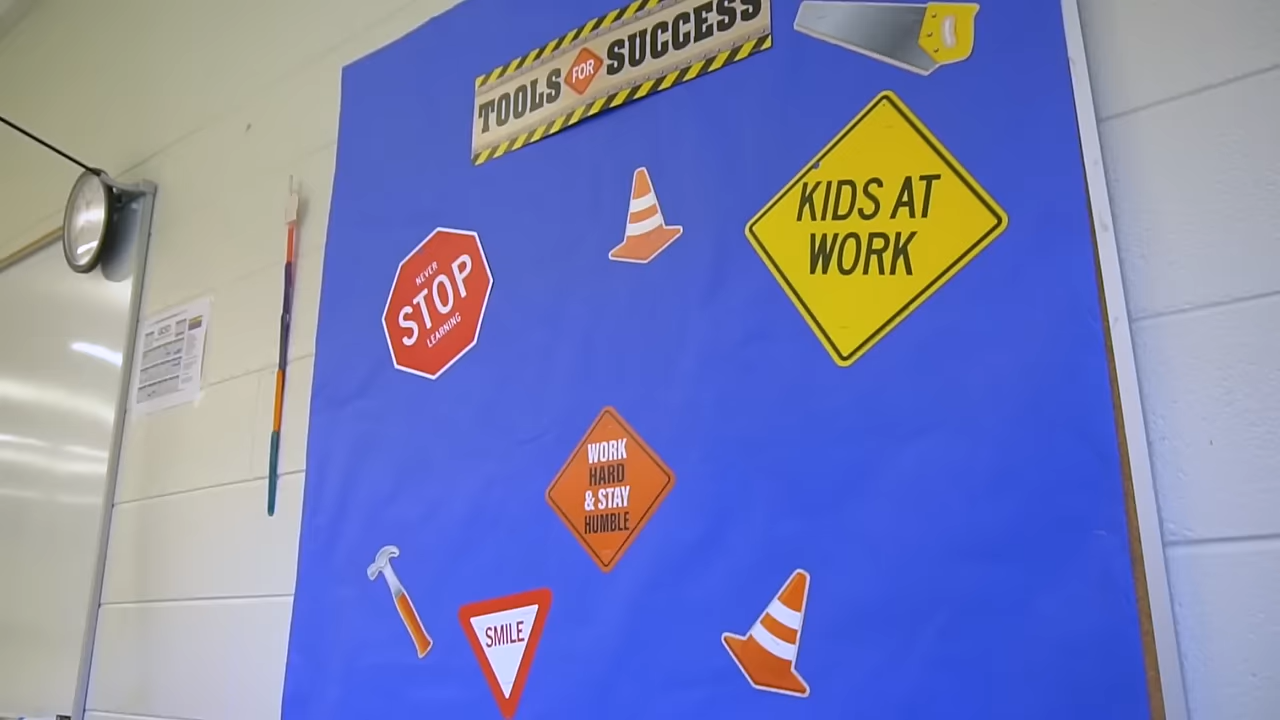 TOOLS FOR SUCCESS
KIDS AT
WORK
NEVER
STOP
LEARNING
WORK
HARD
& STAY
HUMBLE
SMILE